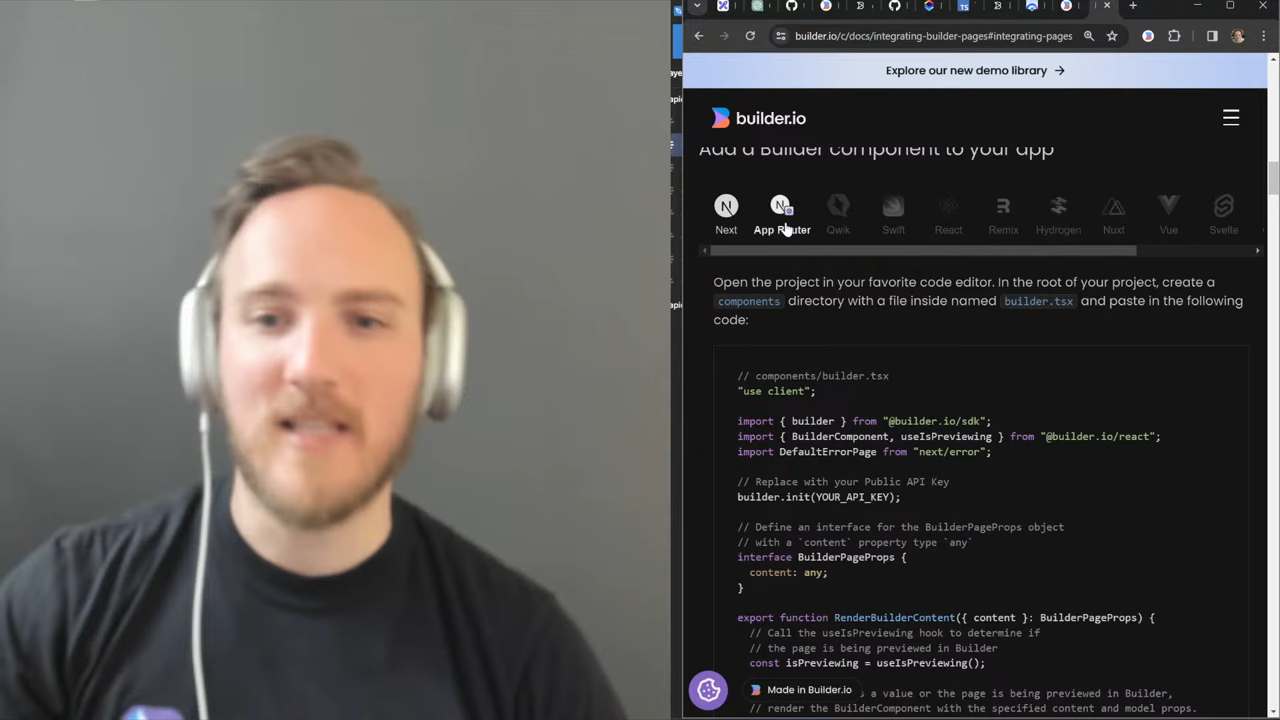 builder.io/c/docs/integrating-builder-pages#integrating-pages
Explore our new demo library →
builder.io
Add a Builder component to your app
Next
App Router
Qwik
Swift
React
Remix
Hydrogen
Nuxt
Vue
Svelte
Open the project in your favorite code editor. In the root of your project, create a
components directory with a file inside named builder.tsx and paste in the following
code:
// components/builder.tsx
"use client";
import { builder } from "@builder.io/sdk";
import { BuilderComponent, useIsPreviewing } from "@builder.io/react";
import DefaultErrorPage from "next/error";
// Replace with your Public API Key
builder.init(YOUR_API_KEY);
// Define an interface for the BuilderPageProps object
// with a `content` property type `any`
interface BuilderPageProps {
content: any;
}
export function RenderBuilderContent({ content }: BuilderPageProps) {
// Call the useIsPreviewing hook to determine if
// the page is being previewed in Builder
const isPreviewing = useIsPreviewing();
Made in Builder.io
s a value or the page is being previewed in Builder,
// render the BuilderComponent with the specified content and model props.